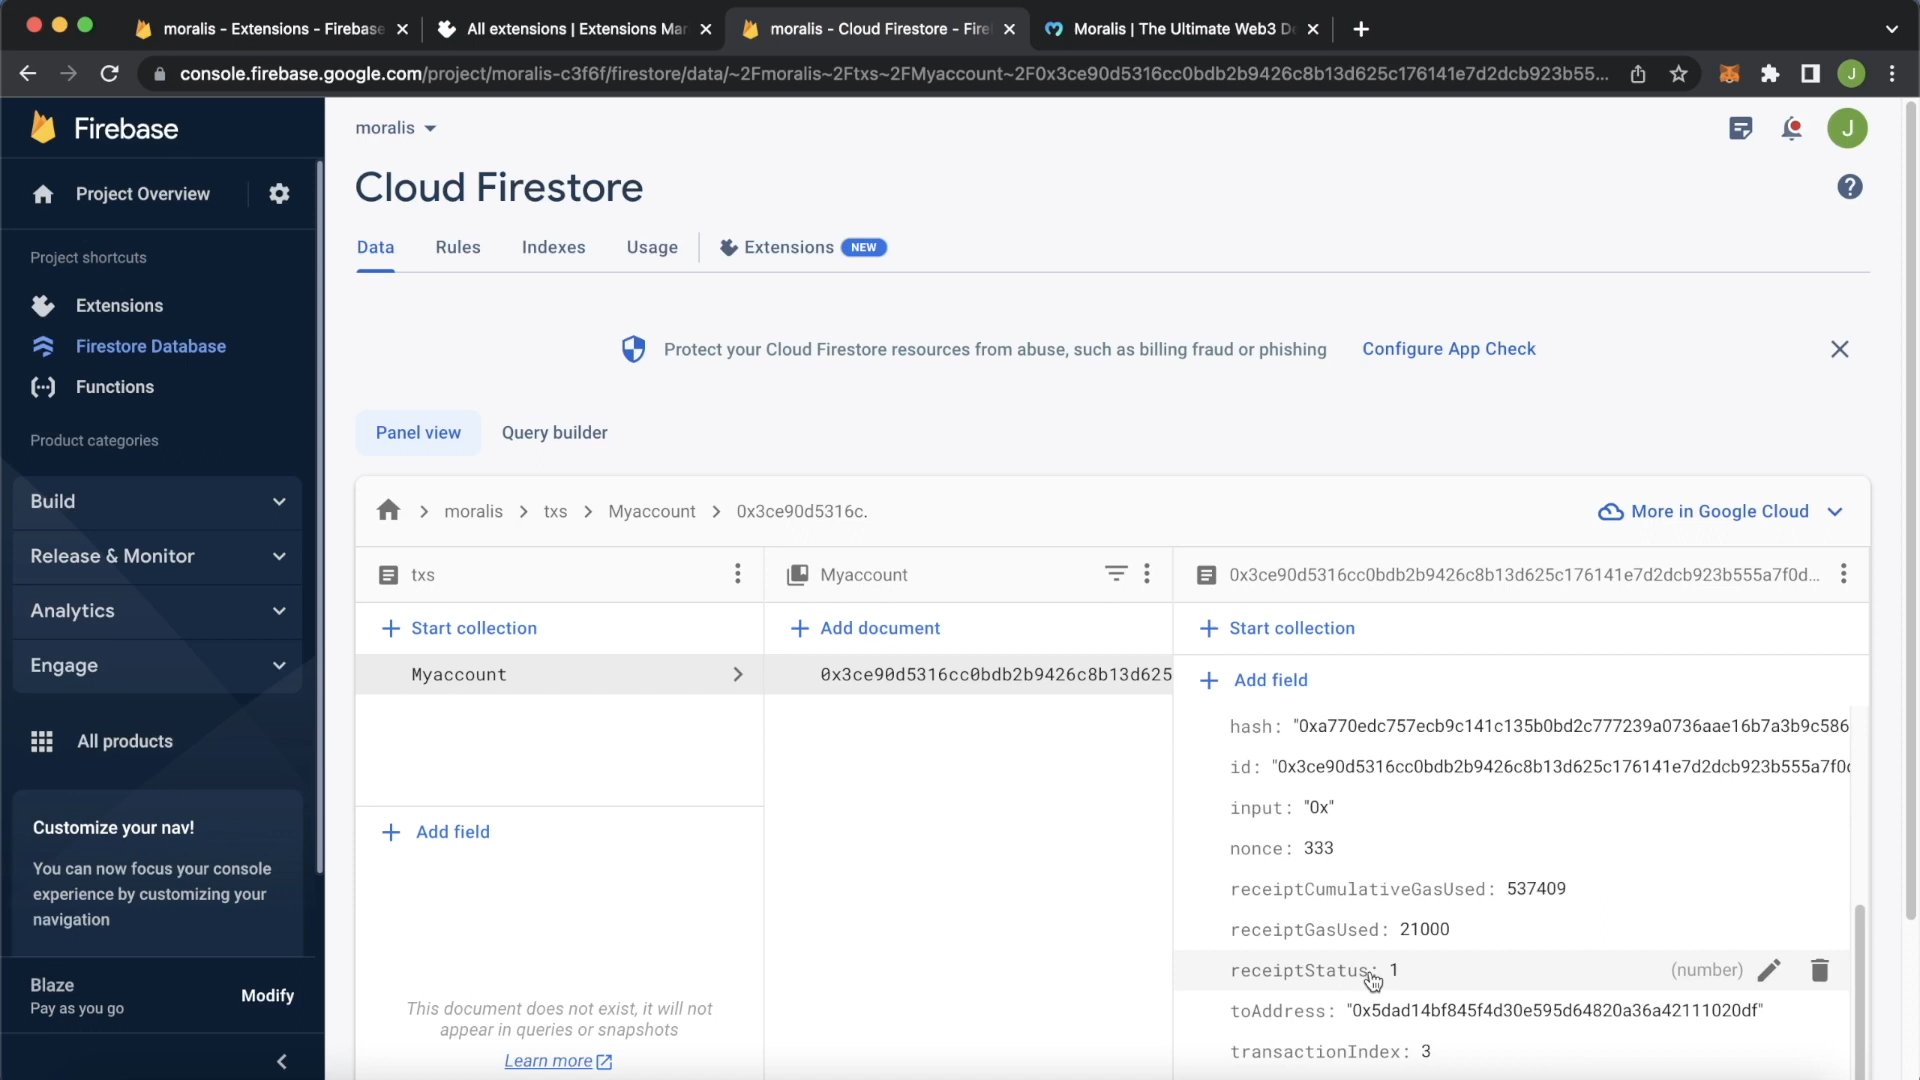 moralis - Extensions - Firebase
All extensions | Extensions Mar
moralis - Cloud Firestore - Fire
Moralis | The Ultimate Web3 De
console.firebase.google.com/project/moralis-c3f6f/firestore/data/~2Fmoralis~2Ftxs~2FMyaccount~2F0x3ce90d5316cc0bdb2b9426c8b13d625c176141e7d2dcb923b55...
J
Firebase
moralis
J
Project Overview
Cloud Firestore
Data
Rules
Indexes
Usage
Extensions
NEW
Project shortcuts
Extensions
Firestore Database
Functions
Protect your Cloud Firestore resources from abuse, such as billing fraud or phishing
Configure App Check
Product categories
Panel view
Query builder
Build
Release & Monitor
Analytics
Engage
All products
moralis
txs
Myaccount
0x3ce90d5316c.
More in Google Cloud
txs
Myaccount
0x3ce90d5316cc0bdb2b9426c8b13d625c176141e7d2dcb923b555a7f0d...
Start collection
Add document
Start collection
Myaccount
0x3ce90d5316cc0bdb2b9426c8b13d625
Add field
hash: "0xa770edc757ecb9c141c135b0bd2c777239a0736aae16b7a3b9c586
id: "0x3ce90d5316cc0bdb2b9426c8b13d625c176141e7d2dcb923b555a7f0
input: "0x"
nonce: 333
receiptCumulativeGasUsed: 537409
receiptGasUsed: 21000
receiptStatus: 1
(number)
toAddress: "0x5dad14bf845f4d30e595d64820a36a42111020df"
transactionIndex: 3
Add field
This document does not exist, it will not
appear in queries or snapshots
Learn more
Customize your nav!
You can now focus your console
experience by customizing your
navigation
Blaze
Pay as you go
Modify